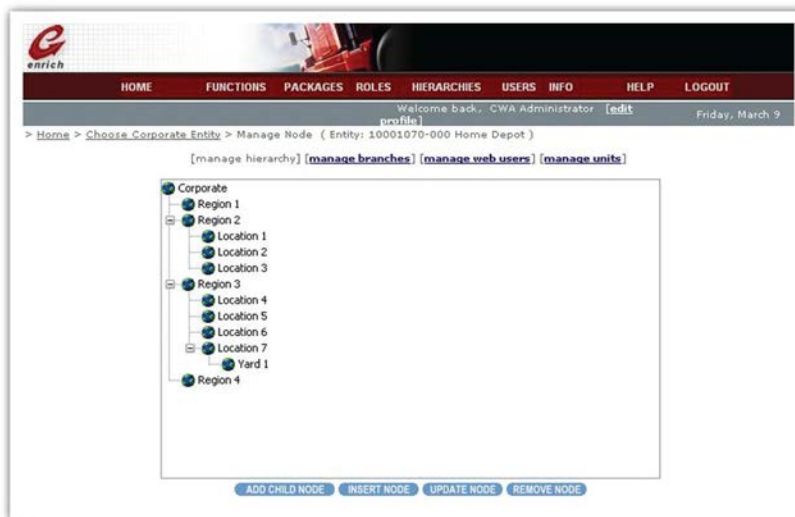 enrich
HOME FUNCTIONS PACKAGES ROLES HIERARCHIES USERS INFO HELP LOGOUT
Welcome back, CWA Administrator [edit profile]
Friday, March 9
> Home > Choose Corporate Entity > Manage Node ( Entity: 10001070-000 Home Depot )
[manage hierarchy] [manage branches] [manage web users] [manage units]
Corporate
Region 1
Region 2
Location 1
Location 2
Location 3
Region 3
Location 4
Location 5
Location 6
Location 7
Yard 1
Region 4
ADD CHILD NODE INSERT NODE UPDATE NODE REMOVE NODE